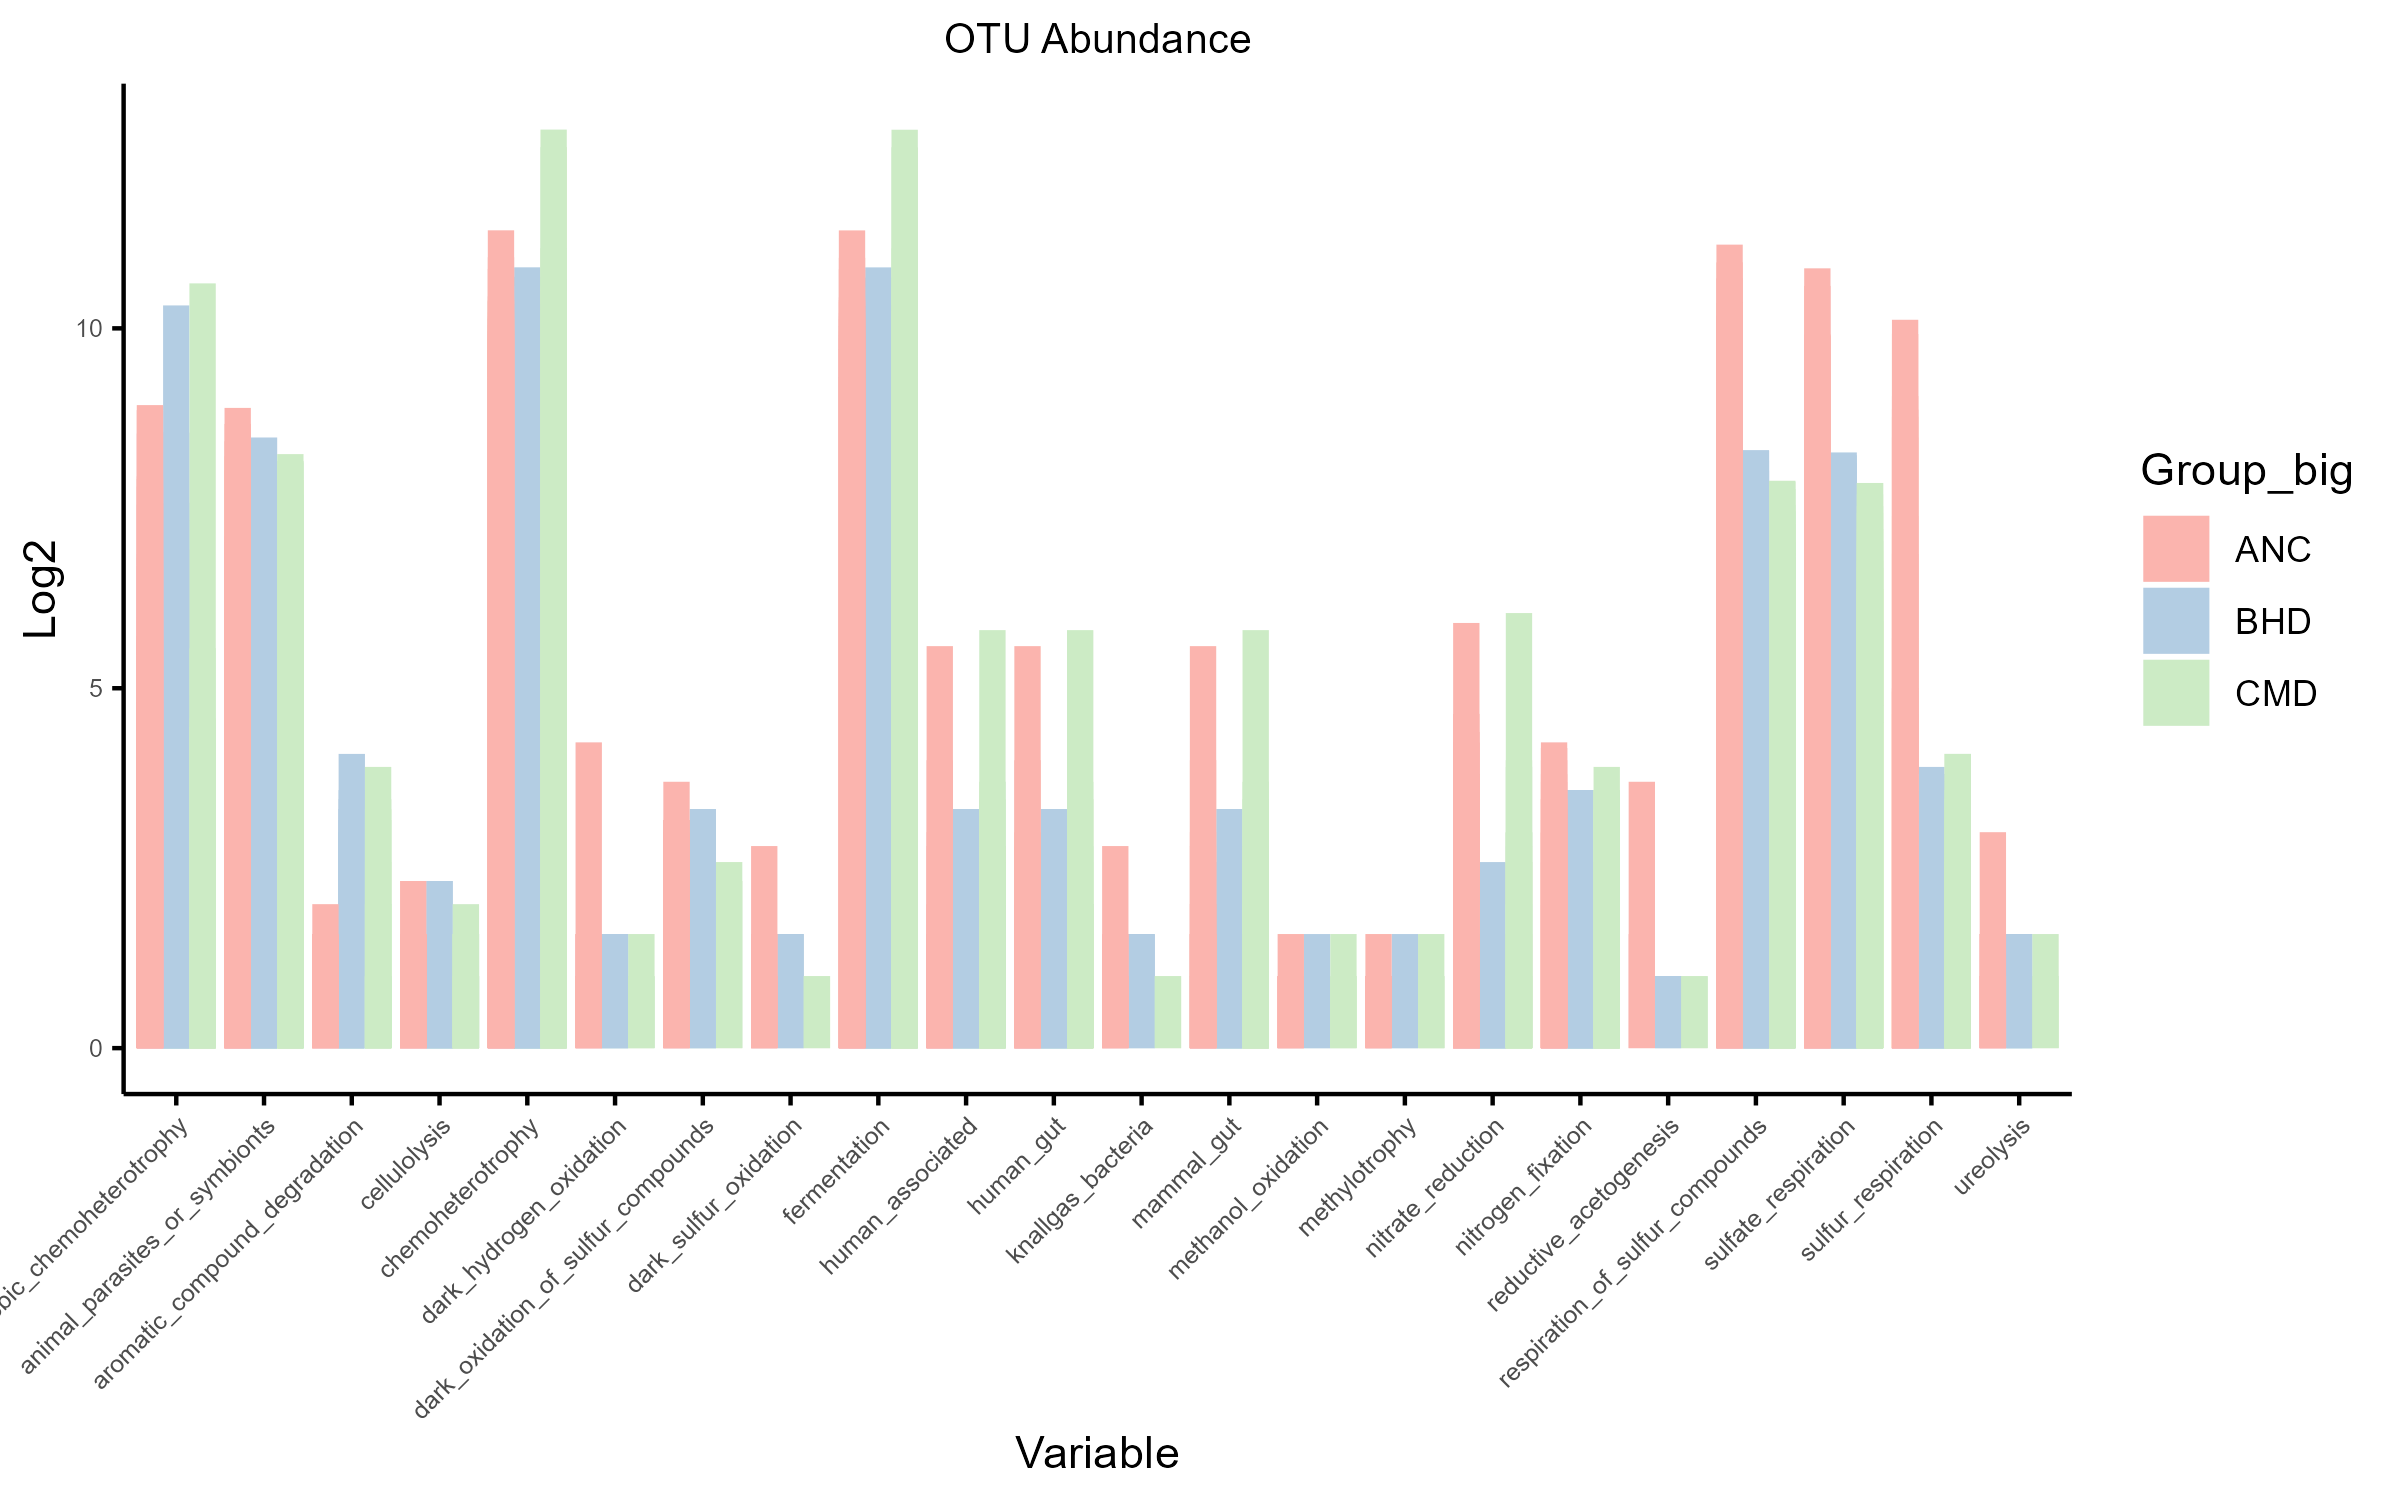 OTU Abundance
Log2
10
5
0
bic_chemoheterotrophy
animal_parasites_or_symbionts
aromatic_compound_degradation
cellulolysis
chemoheterotrophy
dark_hydrogen_oxidation
dark_oxidation_of_sulfur_compounds
dark_sulfur_oxidation
fermentation
human_associated
human_gut
knallgas_bacteria
mammal_gut
methanol_oxidation
methylotrophy
nitrate_reduction
nitrogen_fixation
reductive_acetogenesis
respiration_of_sulfur_compounds
sulfate_respiration
sulfur_respiration
ureolysis
Variable
Group_big
ANC
BHD
CMD